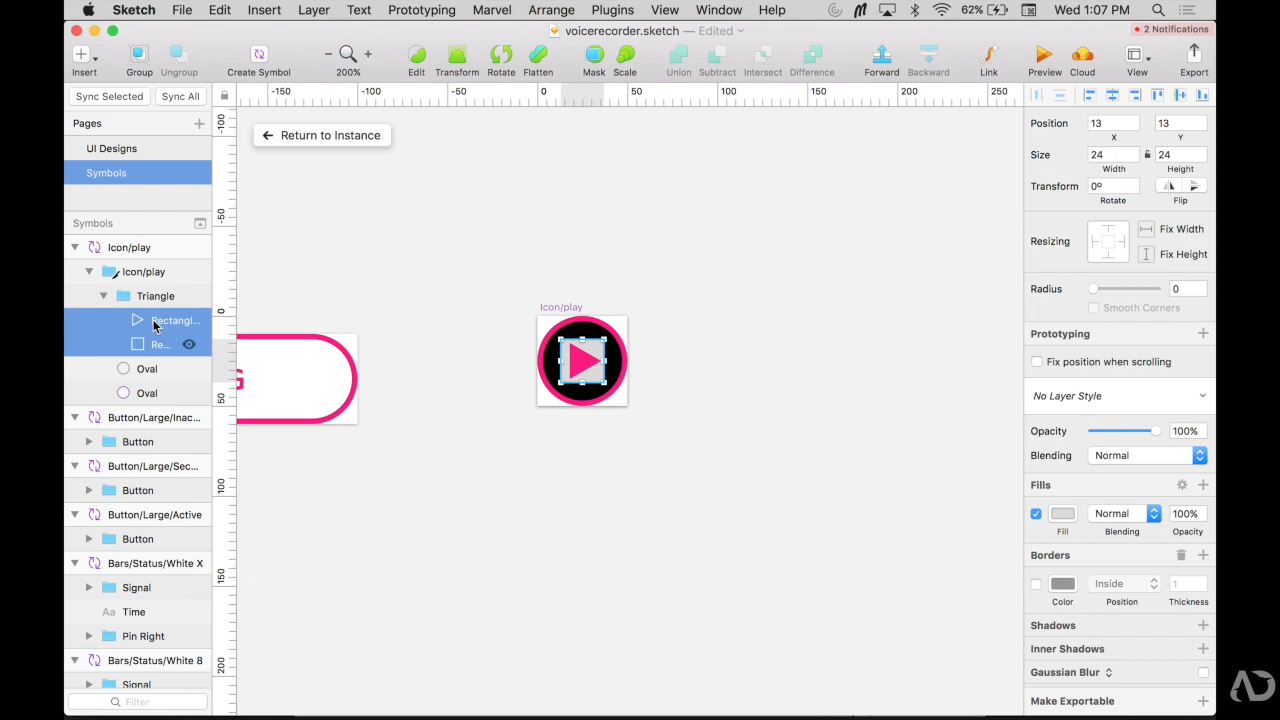 Sketch File Edit Insert Layer Text Prototyping Marvel Arrange Plugins View Window Help 62% Wed 1:07 PM
voicerecorder.sketch — Edited
2 Notifications
Insert Group Ungroup Create Symbol 200% Edit Transform Rotate Flatten Mask Scale Union Subtract Intersect Difference Forward Backward Link Preview Cloud View Export
Sync Selected Sync All
-150 -100 -50 0 50 100 150 200 250
Pages
UI Designs
Symbols
Symbols
Icon/play
Icon/play
Triangle
Rectangl...
Re...
Oval
Oval
Button/Large/Inac...
Button
Button/Large/Sec...
Button
Button/Large/Active
Button
Bars/Status/White X
Signal
Aa Time
Pin Right
Bars/Status/White 8
Signal
Filter
-100
-50
0
50
100
150
200
← Return to Instance
Icon/play
G
Position 13 13
X Y
Size 24 24
Width Height
Transform 0º
Rotate Flip
Resizing Fix Width
Fix Height
Radius 0
Smooth Corners
Prototyping
Fix position when scrolling
No Layer Style
Opacity 100%
Blending Normal
Fills
Normal 100%
Fill Blending Opacity
Borders
Inside 1
Color Position Thickness
Shadows
Inner Shadows
Gaussian Blur
Make Exportable